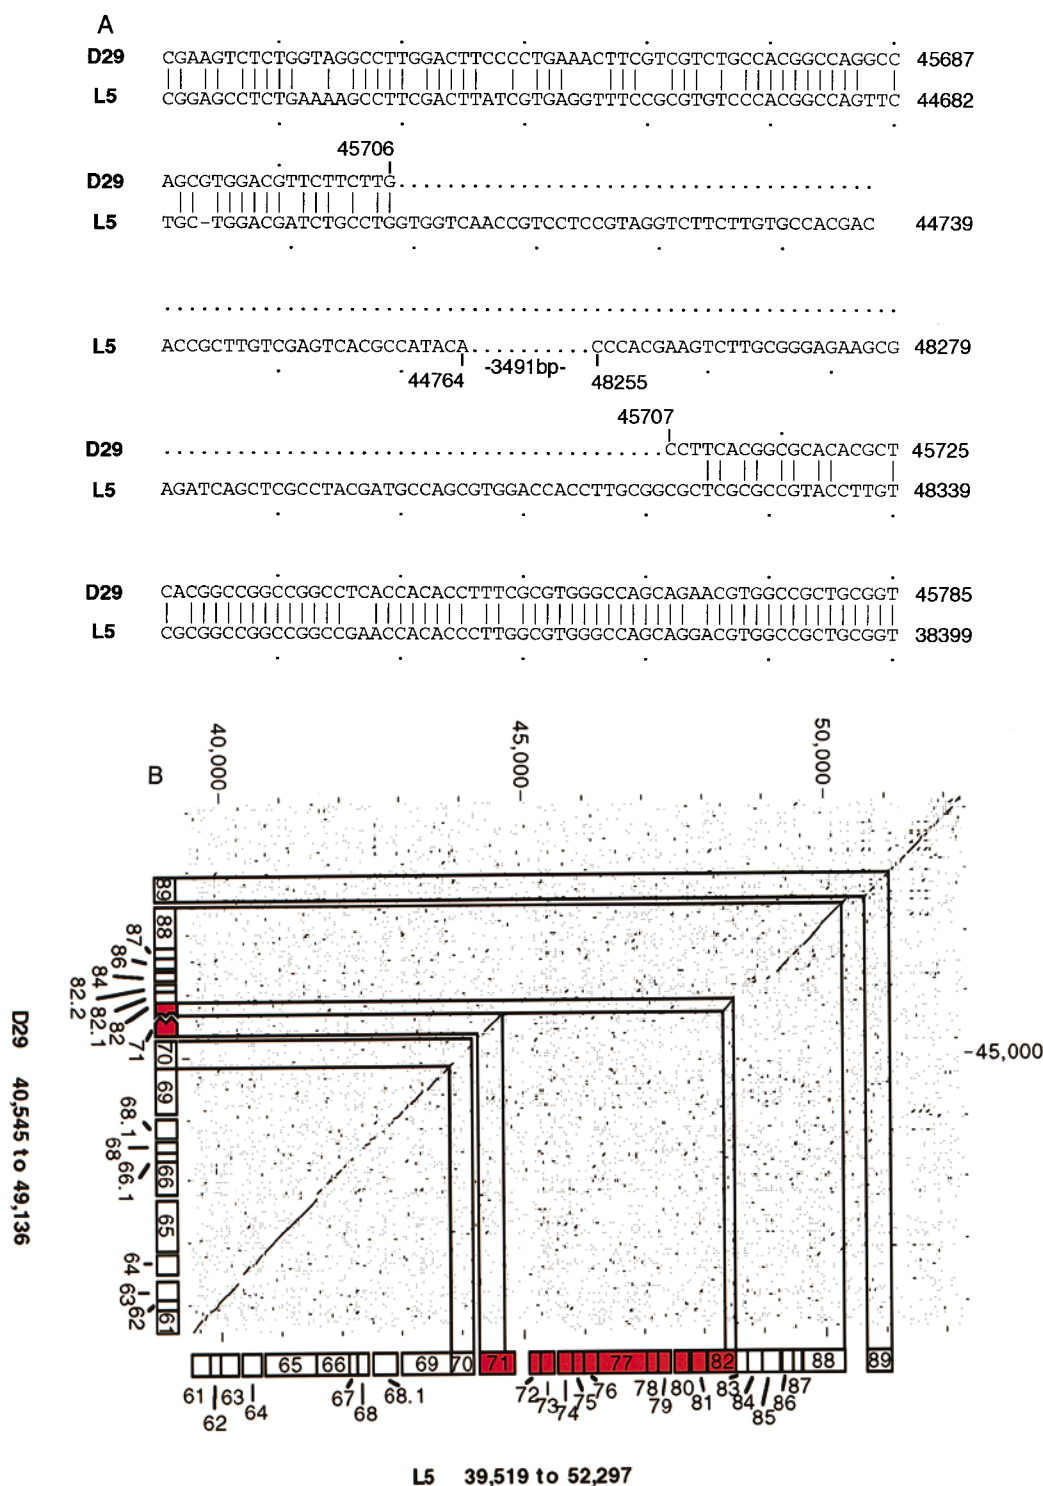 A
D29 CGAAGTCTCTGGTAGGCCTTGGACTTCCCCTGAAACTTCGTCGTCTGCCACGGCCAGGCC 45687
L5 CGGAGCCTCTGAAAAGCCTTCGACTTATCGTGAGGTTTCCGCGTGTCCCACGGCCAGTTC 44682
45706
D29 AGCGTGGACGTTCTTCTTG.......................................
L5 TGC-TGGACGATCTGCCTGGTGGTCAACCGTCCTCCGTAGGTCTTCTTGTGCCACGAC 44739
............................................................
L5 ACCGCTTGTCGAGTCACGCCATACA..........CCCACGAAGTCTTGCGGGAGAAGCG 48279
44764 -3491bp- 48255
45707
D29 .........................................CCTTCACGGCGCACACGCT 45725
L5 AGATCAGCTCGCCTACGATGCCAGCGTGGACCACCTTGCGGCGCTCGCGCCGTACCTTGT 48339
D29 CACGGCCGGCCGGCCTCACCACACCTTTCGCGTGGGCCAGCAGAACGTGGCCGCTGCGGT 45785
L5 CGCGGCCGGCCGGCCGAACCACACCCTTGGCGTGGGCCAGCAGGACGTGGCCGCTGCGGT 38399
B
40,000 45,000 50,000
89
88
87
86
84
82.2
82.1
82
71
70
69
68.1
68
66.1
66
65
64
63
62
61
-45,000
D29 40,545 to 49,136
65 66 69 70 71 77 82 88 89
61 62 63 64 67 68 68.1 72 73 74 75 76 78 79 80 81 83 84 85 86 87
L5 39,519 to 52,297